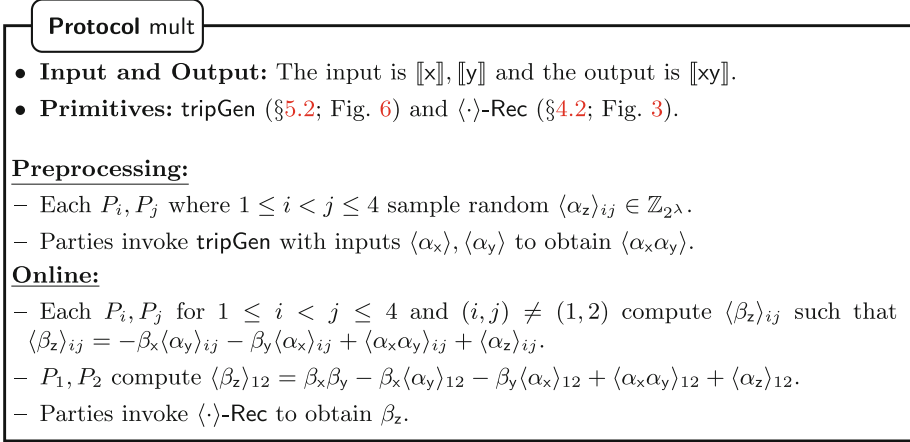 Protocol mult
• Input and Output: The input is ⟦x⟧, ⟦y⟧ and the output is ⟦xy⟧.
• Primitives: tripGen (§5.2; Fig. 6) and ⟨·⟩-Rec (§4.2; Fig. 3).
Preprocessing:
– Each P_i, P_j where 1 ≤ i < j ≤ 4 sample random ⟨α_z⟩_ij ∈ ℤ_{2^λ}.
– Parties invoke tripGen with inputs ⟨α_x⟩, ⟨α_y⟩ to obtain ⟨α_xα_y⟩.
Online:
– Each P_i, P_j for 1 ≤ i < j ≤ 4 and (i, j) ≠ (1, 2) compute ⟨β_z⟩_ij such that
⟨β_z⟩_ij = −β_x⟨α_y⟩_ij − β_y⟨α_x⟩_ij + ⟨α_xα_y⟩_ij + ⟨α_z⟩_ij.
– P_1, P_2 compute ⟨β_z⟩_12 = β_xβ_y − β_x⟨α_y⟩_12 − β_y⟨α_x⟩_12 + ⟨α_xα_y⟩_12 + ⟨α_z⟩_12.
– Parties invoke ⟨·⟩-Rec to obtain β_z.